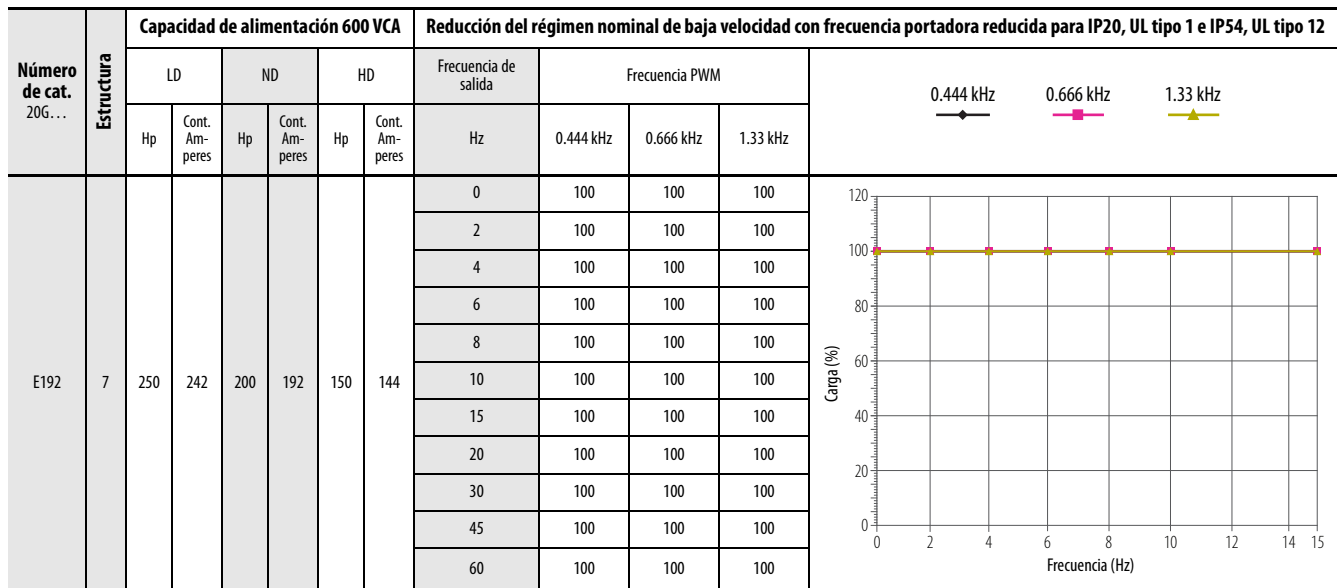 Capacidad de alimentación 600 VCA
Reducción del régimen nominal de baja velocidad con frecuencia portadora reducida para IP20, UL tipo 1 e IP54, UL tipo 12
Número
de cat.
20G…
Estructura
LD
ND
HD
Frecuencia de
salida
Frecuencia PWM
0.444 kHz
0.666 kHz
1.33 kHz
Hp
Cont.
Am-
peres
Hp
Cont.
Am-
peres
Hp
Cont.
Am-
peres
Hz
0.444 kHz
0.666 kHz
1.33 kHz
E192
7
250
242
200
192
150
144
0 100 100 100
2 100 100 100
4 100 100 100
6 100 100 100
8 100 100 100
10 100 100 100
15 100 100 100
20 100 100 100
30 100 100 100
45 100 100 100
60 100 100 100
Carga (%)
120
100
80
60
40
20
0
0 2 4 6 8 10 12 14 15
Frecuencia (Hz)